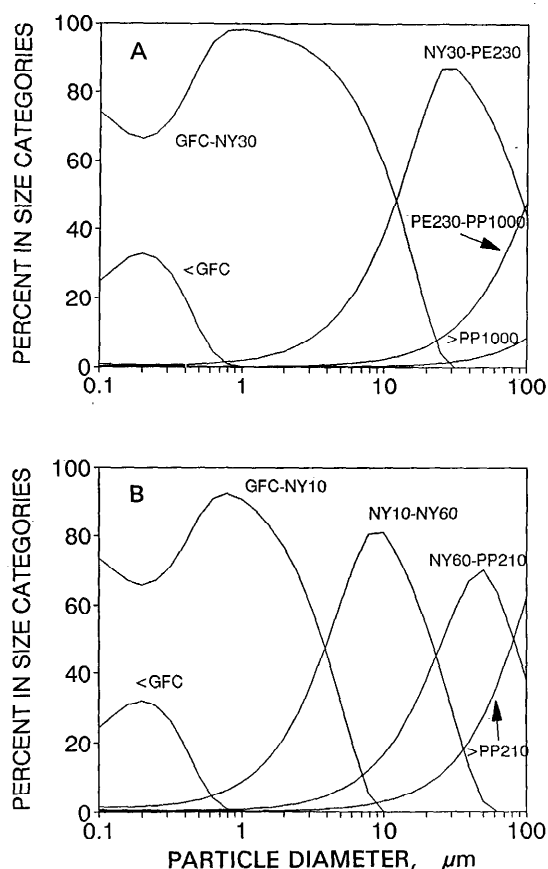 PERCENT IN SIZE CATEGORIES
100
80
60
40
20
0
A
NY30-PE230
GFC-NY30
PE230-PP1000
<GFC
>PP1000
0.1
1
10
100
PERCENT IN SIZE CATEGORIES
100
80
60
40
20
0
B
GFC-NY10
NY10-NY60
NY60-PP210
<GFC
>PP210
0.1
1
10
100
PARTICLE DIAMETER, μm